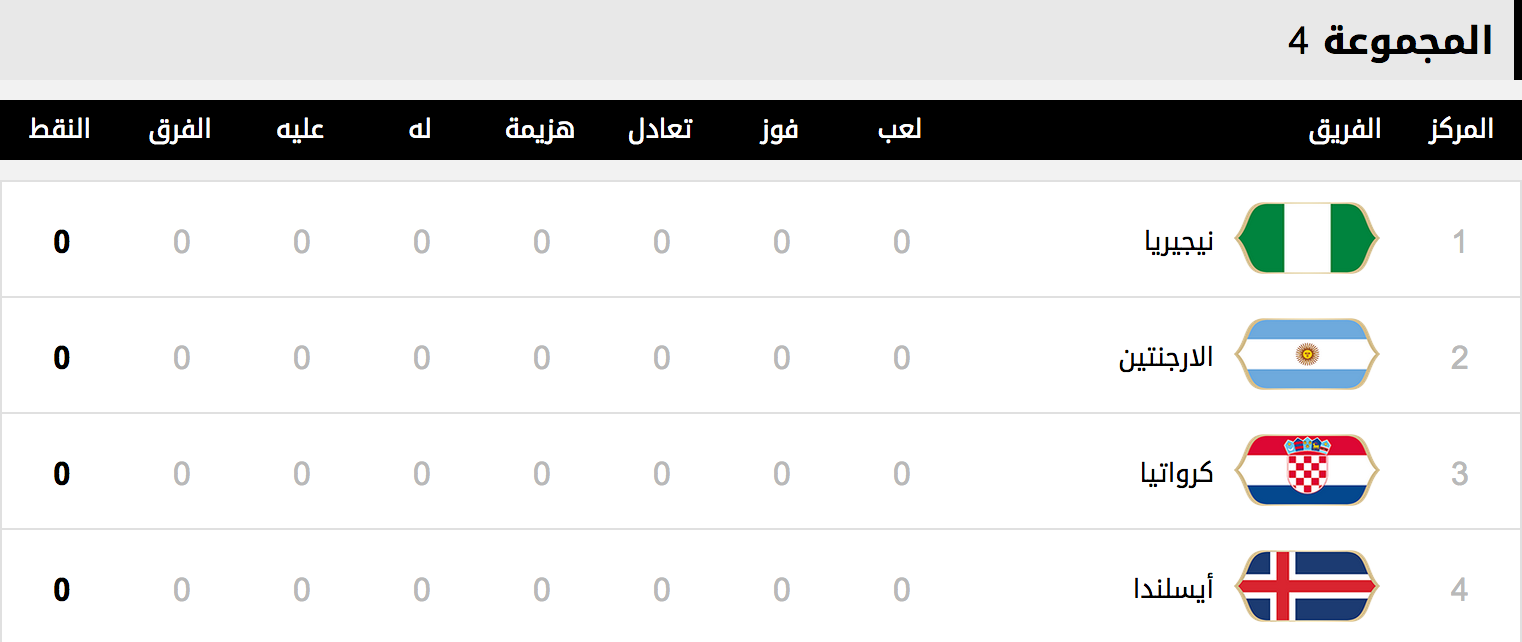 المجموعة 4
المركز الفريق لعب فوز تعادل هزيمة له عليه الفرق النقط
1 نيجيريا 0 0 0 0 0 0 0 0
2 الارجنتين 0 0 0 0 0 0 0 0
3 كرواتيا 0 0 0 0 0 0 0 0
4 أيسلندا 0 0 0 0 0 0 0 0